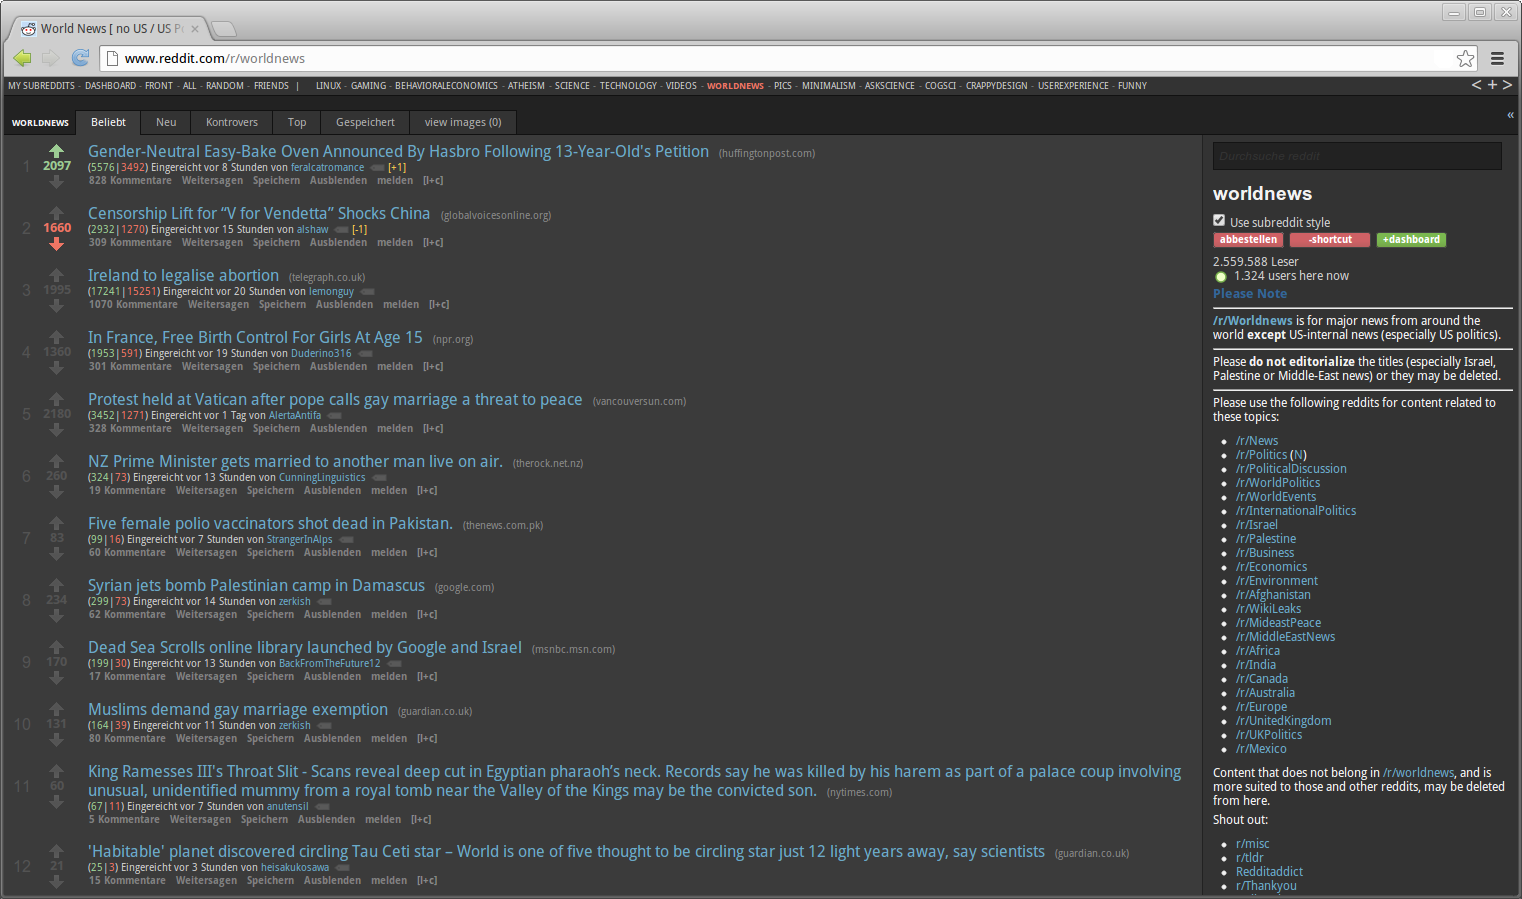 World News [ no US / US Po
www.reddit.com/r/worldnews
MY SUBREDDITS - DASHBOARD - FRONT - ALL - RANDOM - FRIENDS | LINUX - GAMING - BEHAVIORALECONOMICS - ATHEISM - SCIENCE - TECHNOLOGY - VIDEOS - WORLDNEWS - PICS - MINIMALISM - ASKSCIENCE - COGSCI - CRAPPYDESIGN - USEREXPERIENCE - FUNNY < + >
WORLDNEWS Beliebt Neu Kontrovers Top Gespeichert view images (0) «
1 2097
Gender-Neutral Easy-Bake Oven Announced By Hasbro Following 13-Year-Old's Petition (huffingtonpost.com)
(5576|3492) Eingereicht vor 8 Stunden von feralcatromance [+1]
828 Kommentare Weitersagen Speichern Ausblenden melden [l+c]
2 1660
Censorship Lift for “V for Vendetta” Shocks China (globalvoicesonline.org)
(2932|1270) Eingereicht vor 15 Stunden von alshaw [-1]
309 Kommentare Weitersagen Speichern Ausblenden melden [l+c]
3 1995
Ireland to legalise abortion (telegraph.co.uk)
(17241|15251) Eingereicht vor 20 Stunden von lemonguy
1070 Kommentare Weitersagen Speichern Ausblenden melden [l+c]
4 1360
In France, Free Birth Control For Girls At Age 15 (npr.org)
(1953|591) Eingereicht vor 19 Stunden von Duderino316
301 Kommentare Weitersagen Speichern Ausblenden melden [l+c]
5 2180
Protest held at Vatican after pope calls gay marriage a threat to peace (vancouversun.com)
(3452|1271) Eingereicht vor 1 Tag von AlertaAntifa
328 Kommentare Weitersagen Speichern Ausblenden melden [l+c]
6 260
NZ Prime Minister gets married to another man live on air. (therock.net.nz)
(324|73) Eingereicht vor 13 Stunden von CunningLinguistics
19 Kommentare Weitersagen Speichern Ausblenden melden [l+c]
7 83
Five female polio vaccinators shot dead in Pakistan. (thenews.com.pk)
(99|16) Eingereicht vor 7 Stunden von StrangerInAlps
60 Kommentare Weitersagen Speichern Ausblenden melden [l+c]
8 234
Syrian jets bomb Palestinian camp in Damascus (google.com)
(299|73) Eingereicht vor 14 Stunden von zerkish
62 Kommentare Weitersagen Speichern Ausblenden melden [l+c]
9 170
Dead Sea Scrolls online library launched by Google and Israel (msnbc.msn.com)
(199|30) Eingereicht vor 13 Stunden von BackFromTheFuture12
17 Kommentare Weitersagen Speichern Ausblenden melden [l+c]
10 131
Muslims demand gay marriage exemption (guardian.co.uk)
(164|39) Eingereicht vor 11 Stunden von zerkish
80 Kommentare Weitersagen Speichern Ausblenden melden [l+c]
11 60
King Ramesses III's Throat Slit - Scans reveal deep cut in Egyptian pharaoh’s neck. Records say he was killed by his harem as part of a palace coup involving
unusual, unidentified mummy from a royal tomb near the Valley of the Kings may be the convicted son. (nytimes.com)
(67|11) Eingereicht vor 7 Stunden von anutensil
5 Kommentare Weitersagen Speichern Ausblenden melden [l+c]
12 21
'Habitable' planet discovered circling Tau Ceti star – World is one of five thought to be circling star just 12 light years away, say scientists (guardian.co.uk)
(25|3) Eingereicht vor 3 Stunden von heisakukosawa
15 Kommentare Weitersagen Speichern Ausblenden melden [l+c]
Durchsuche reddit
worldnews
Use subreddit style
abbestellen -shortcut +dashboard
2.559.588 Leser
1.324 users here now
Please Note
/r/Worldnews is for major news from around the
world except US-internal news (especially US politics).
Please do not editorialize the titles (especially Israel,
Palestine or Middle-East news) or they may be deleted.
Please use the following reddits for content related to
these topics:
/r/News
/r/Politics (N)
/r/PoliticalDiscussion
/r/WorldPolitics
/r/WorldEvents
/r/InternationalPolitics
/r/Israel
/r/Palestine
/r/Business
/r/Economics
/r/Environment
/r/Afghanistan
/r/WikiLeaks
/r/MideastPeace
/r/MiddleEastNews
/r/Africa
/r/India
/r/Canada
/r/Australia
/r/Europe
/r/UnitedKingdom
/r/UKPolitics
/r/Mexico
Content that does not belong in /r/worldnews, and is
more suited to those and other reddits, may be deleted
from here.
Shout out:
r/misc
r/tldr
Redditaddict
r/Thankyou